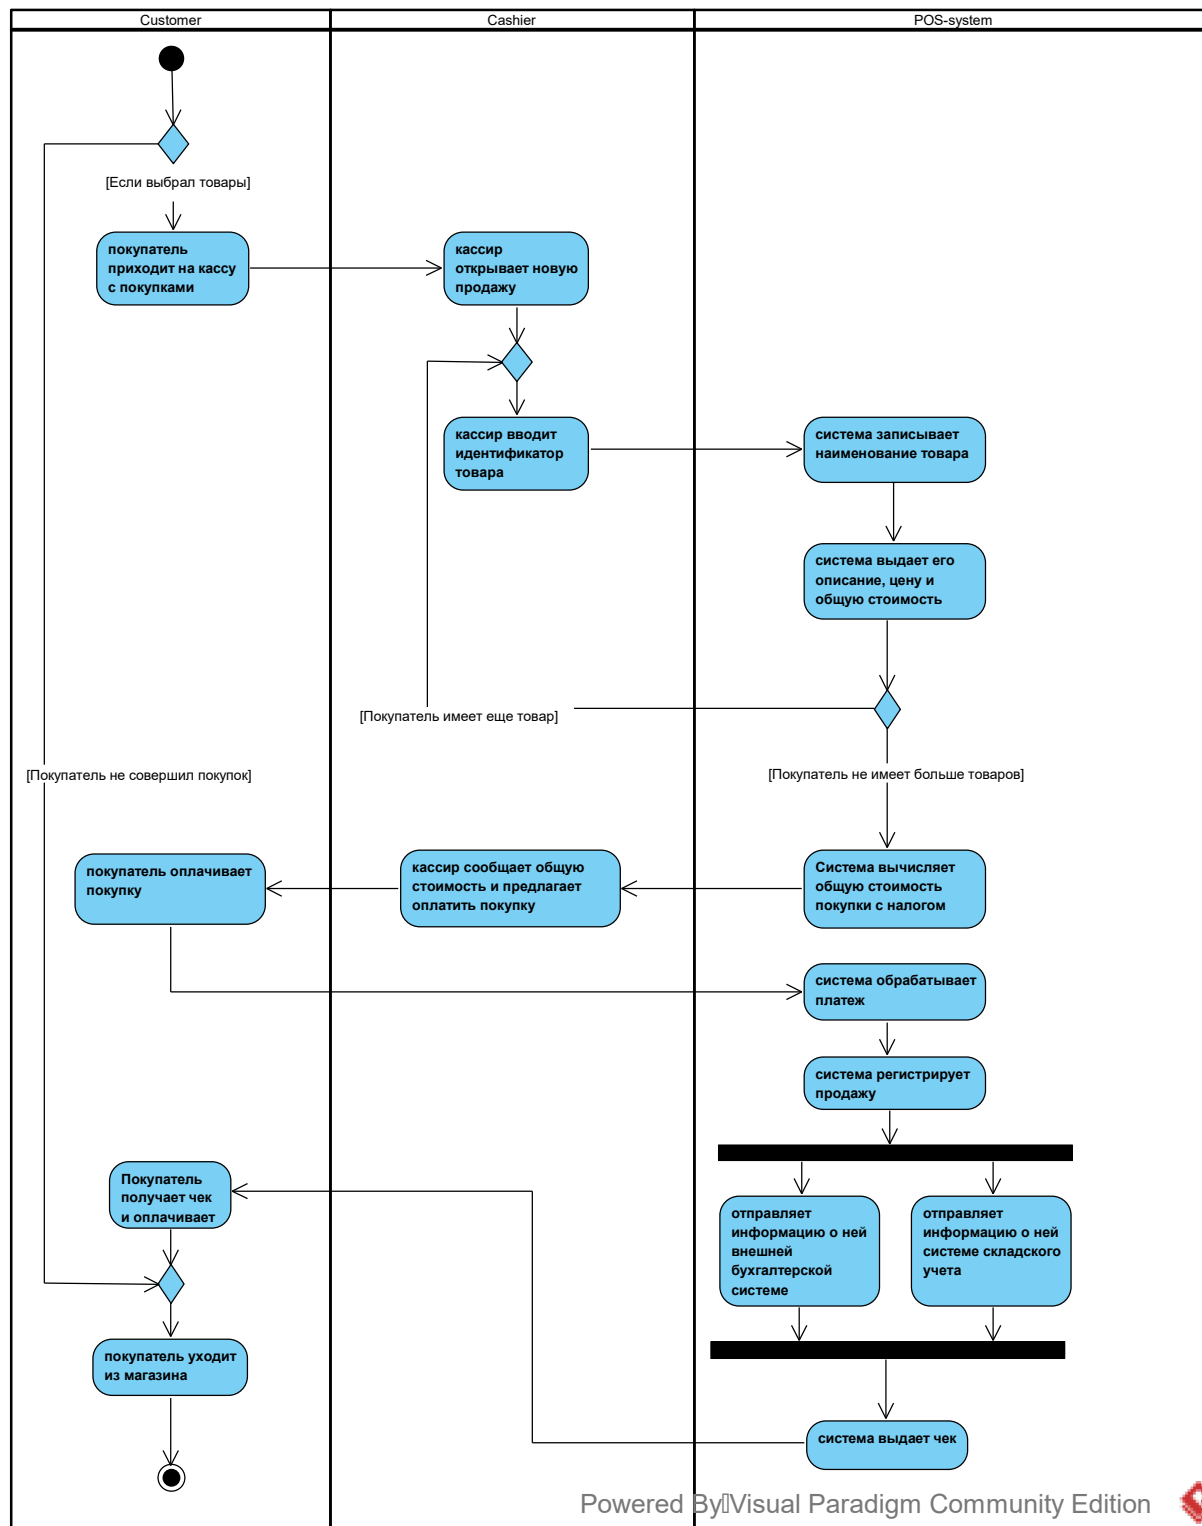 Customer
Cashier
POS-system
[Если выбрал товары]
покупатель
приходит на кассу
с покупками
кассир
открывает новую
продажу
кассир вводит
идентификатор
товара
система записывает
наименование товара
система выдает его
описание, цену и
общую стоимость
[Покупатель имеет еще товар]
[Покупатель не совершил покупок]
[Покупатель не имеет больше товаров]
покупатель оплачивает
покупку
кассир сообщает общую
стоимость и предлагает
оплатить покупку
Система вычисляет
общую стоимость
покупки с налогом
система обрабатывает
платеж
система регистрирует
продажу
Покупатель
получает чек
и оплачивает
отправляет
информацию о ней
внешней
бухгалтерской
системе
отправляет
информацию о ней
системе складского
учета
покупатель уходит
из магазина
система выдает чек
Powered By Visual Paradigm Community Edition